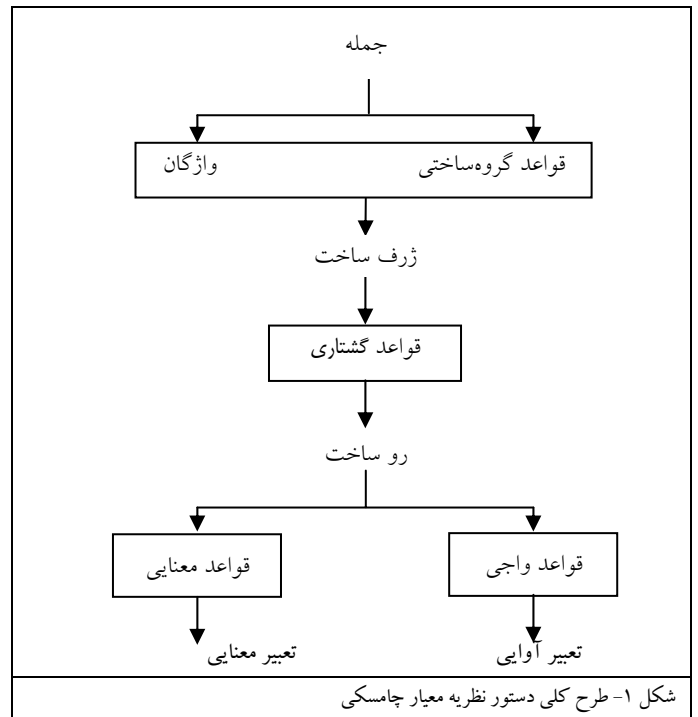 جمله
قواعد گروه‌ساختی واژگان
ژرف ساخت
قواعد گشتاری
رو ساخت
قواعد واجی قواعد معنایی
تعبیر آوایی تعبیر معنایی
شکل ۱- طرح کلی دستور نظریه معیار چامسکی